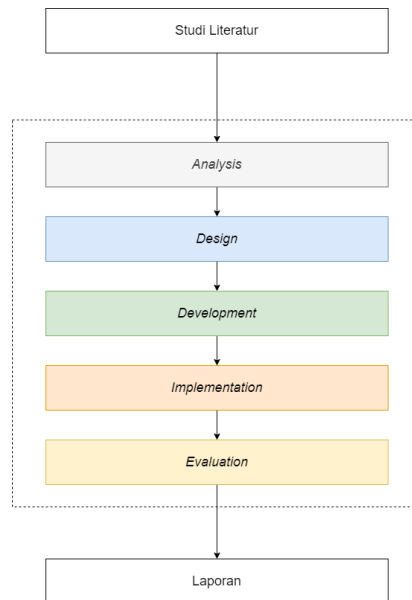 Studi Literatur
Analysis
Design
Development
Implementation
Evaluation
Laporan